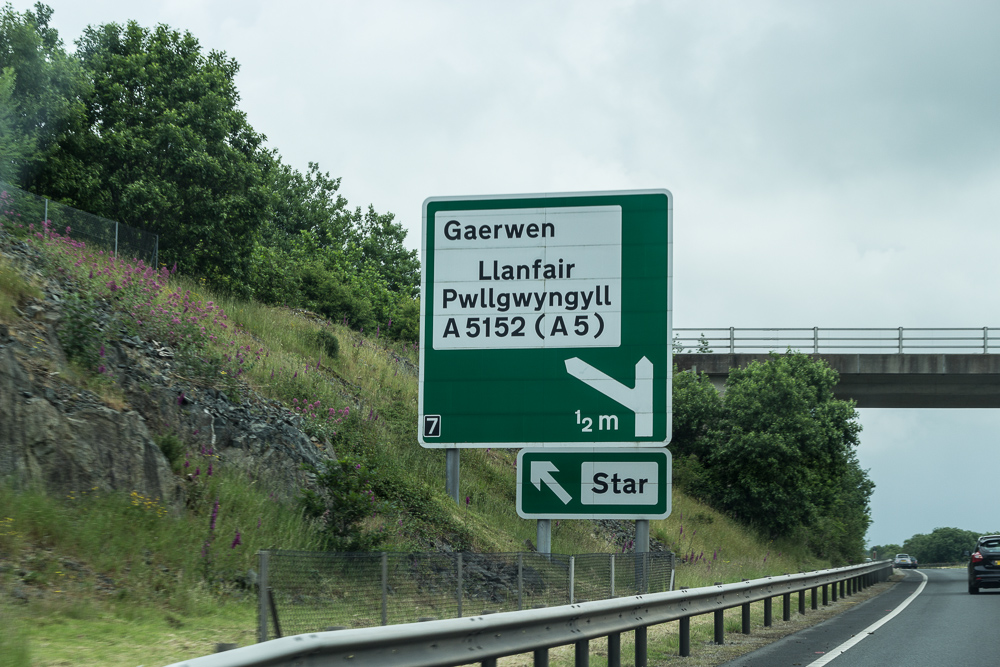 Gaerwen
Llanfair
Pwllgwyngyll
A 5152 (A 5)
½ m
7
Star